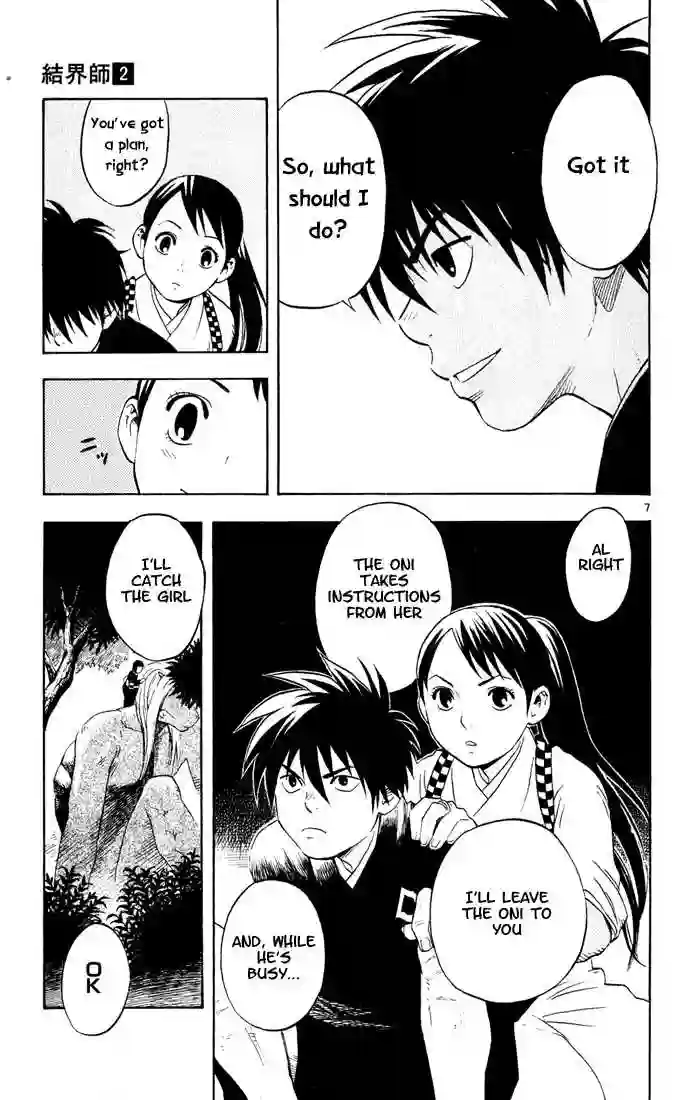 結界師2
Got it
So, what
should I
do?
You've got
a plan,
right?
ニッ
7
AL
RIGHT
THE ONI
TAKES
INSTRUCTIONS
FROM HER
I'LL LEAVE
THE ONI TO
YOU
AND, WHILE
HE'S
BUSY...
I'LL
CATCH
THE GIRL
OK